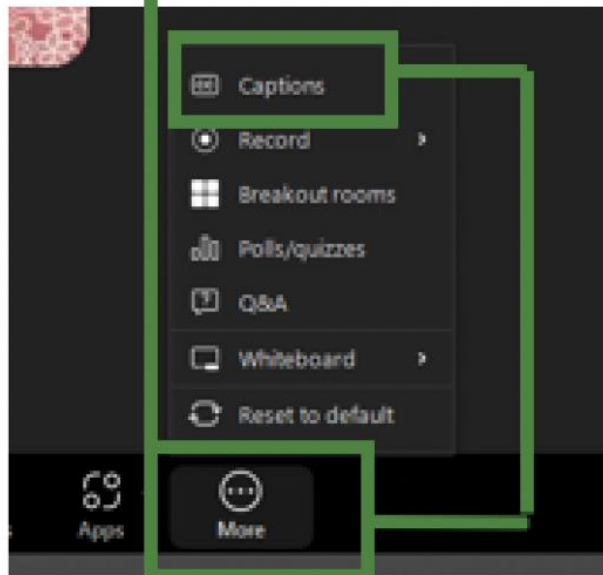 Captions
Record
Breakout rooms
Polls/quizzes
Q&A
Whiteboard
Reset to default
Apps
More